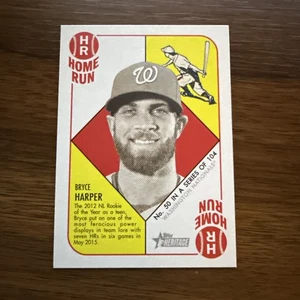 HR
HOME
RUN
W
No. 50 IN A SERIES OF 104
WASHINGTON NATIONALS
BRYCE
HARPER
The 2012 NL Rookie
of the Year as a teen,
Bryce put on one of
the most ferocious power
displays in team lore with
seven HRs in six games in
May 2015.
HERITAGE
HOME
RUN
HR